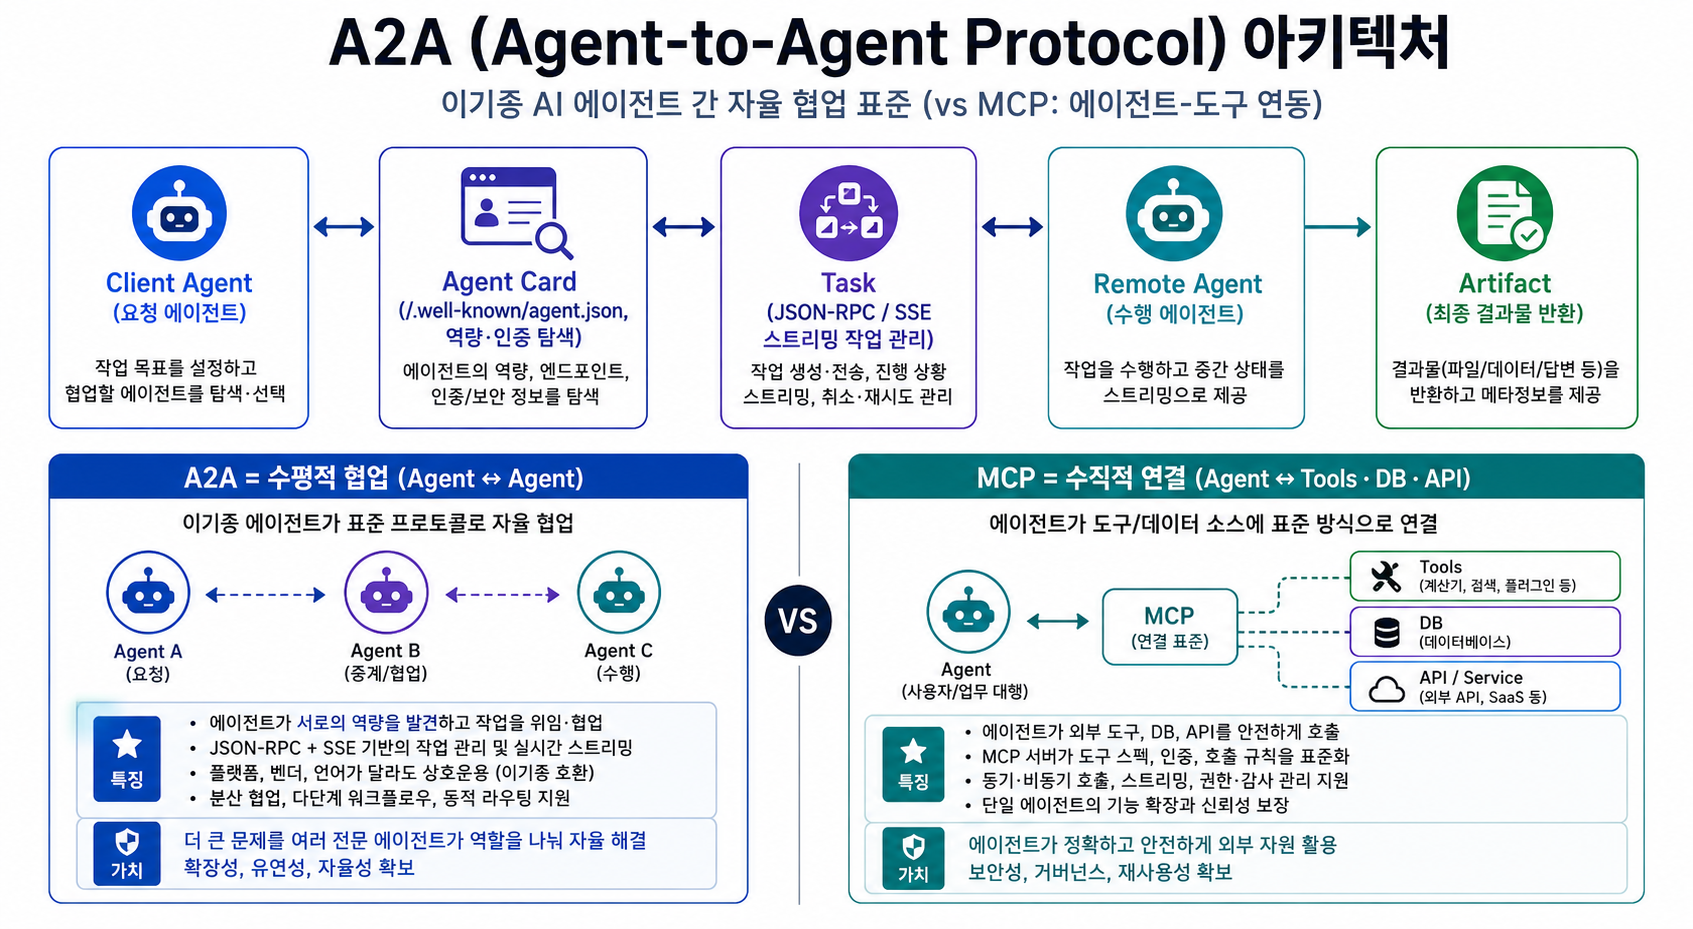 A2A (Agent-to-Agent Protocol) 아키텍처
이기종 AI 에이전트 간 자율 협업 표준 (vs MCP: 에이전트-도구 연동)
Client Agent
(요청 에이전트)
작업 목표를 설정하고
협업할 에이전트를 탐색·선택
Agent Card
(/.well-known/agent.json,
역량·인증 탐색)
에이전트의 역량, 엔드포인트,
인증/보안 정보를 탐색
Task
(JSON-RPC / SSE
스트리밍 작업 관리)
작업 생성·전송, 진행 상황
스트리밍, 취소·재시도 관리
Remote Agent
(수행 에이전트)
작업을 수행하고 중간 상태를
스트리밍으로 제공
Artifact
(최종 결과물 반환)
결과물(파일/데이터/답변 등)을
반환하고 메타정보를 제공
A2A = 수평적 협업 (Agent ↔ Agent)
이기종 에이전트가 표준 프로토콜로 자율 협업
Agent A
(요청)
Agent B
(중계/협업)
Agent C
(수행)
특징
• 에이전트가 서로의 역량을 발견하고 작업을 위임·협업
• JSON-RPC + SSE 기반의 작업 관리 및 실시간 스트리밍
• 플랫폼, 벤더, 언어가 달라도 상호운용 (이기종 호환)
• 분산 협업, 다단계 워크플로우, 동적 라우팅 지원
가치
더 큰 문제를 여러 전문 에이전트가 역할을 나눠 자율 해결
확장성, 유연성, 자율성 확보
VS
MCP = 수직적 연결 (Agent ↔ Tools · DB · API)
에이전트가 도구/데이터 소스에 표준 방식으로 연결
Agent
(사용자/업무 대행)
MCP
(연결 표준)
Tools
(계산기, 검색, 플러그인 등)
DB
(데이터베이스)
API / Service
(외부 API, SaaS 동)
특징
• 에이전트가 외부 도구, DB, API를 안전하게 호출
• MCP 서버가 도구 스펙, 인증, 호출 규칙을 표준화
• 동기·비동기 호출, 스트리밍, 권한·감사 관리 지원
• 단일 에이전트의 기능 확장과 신뢰성 보장
가치
에이전트가 정확하고 안전하게 외부 자원 활용
보안성, 거버넌스, 재사용성 확보